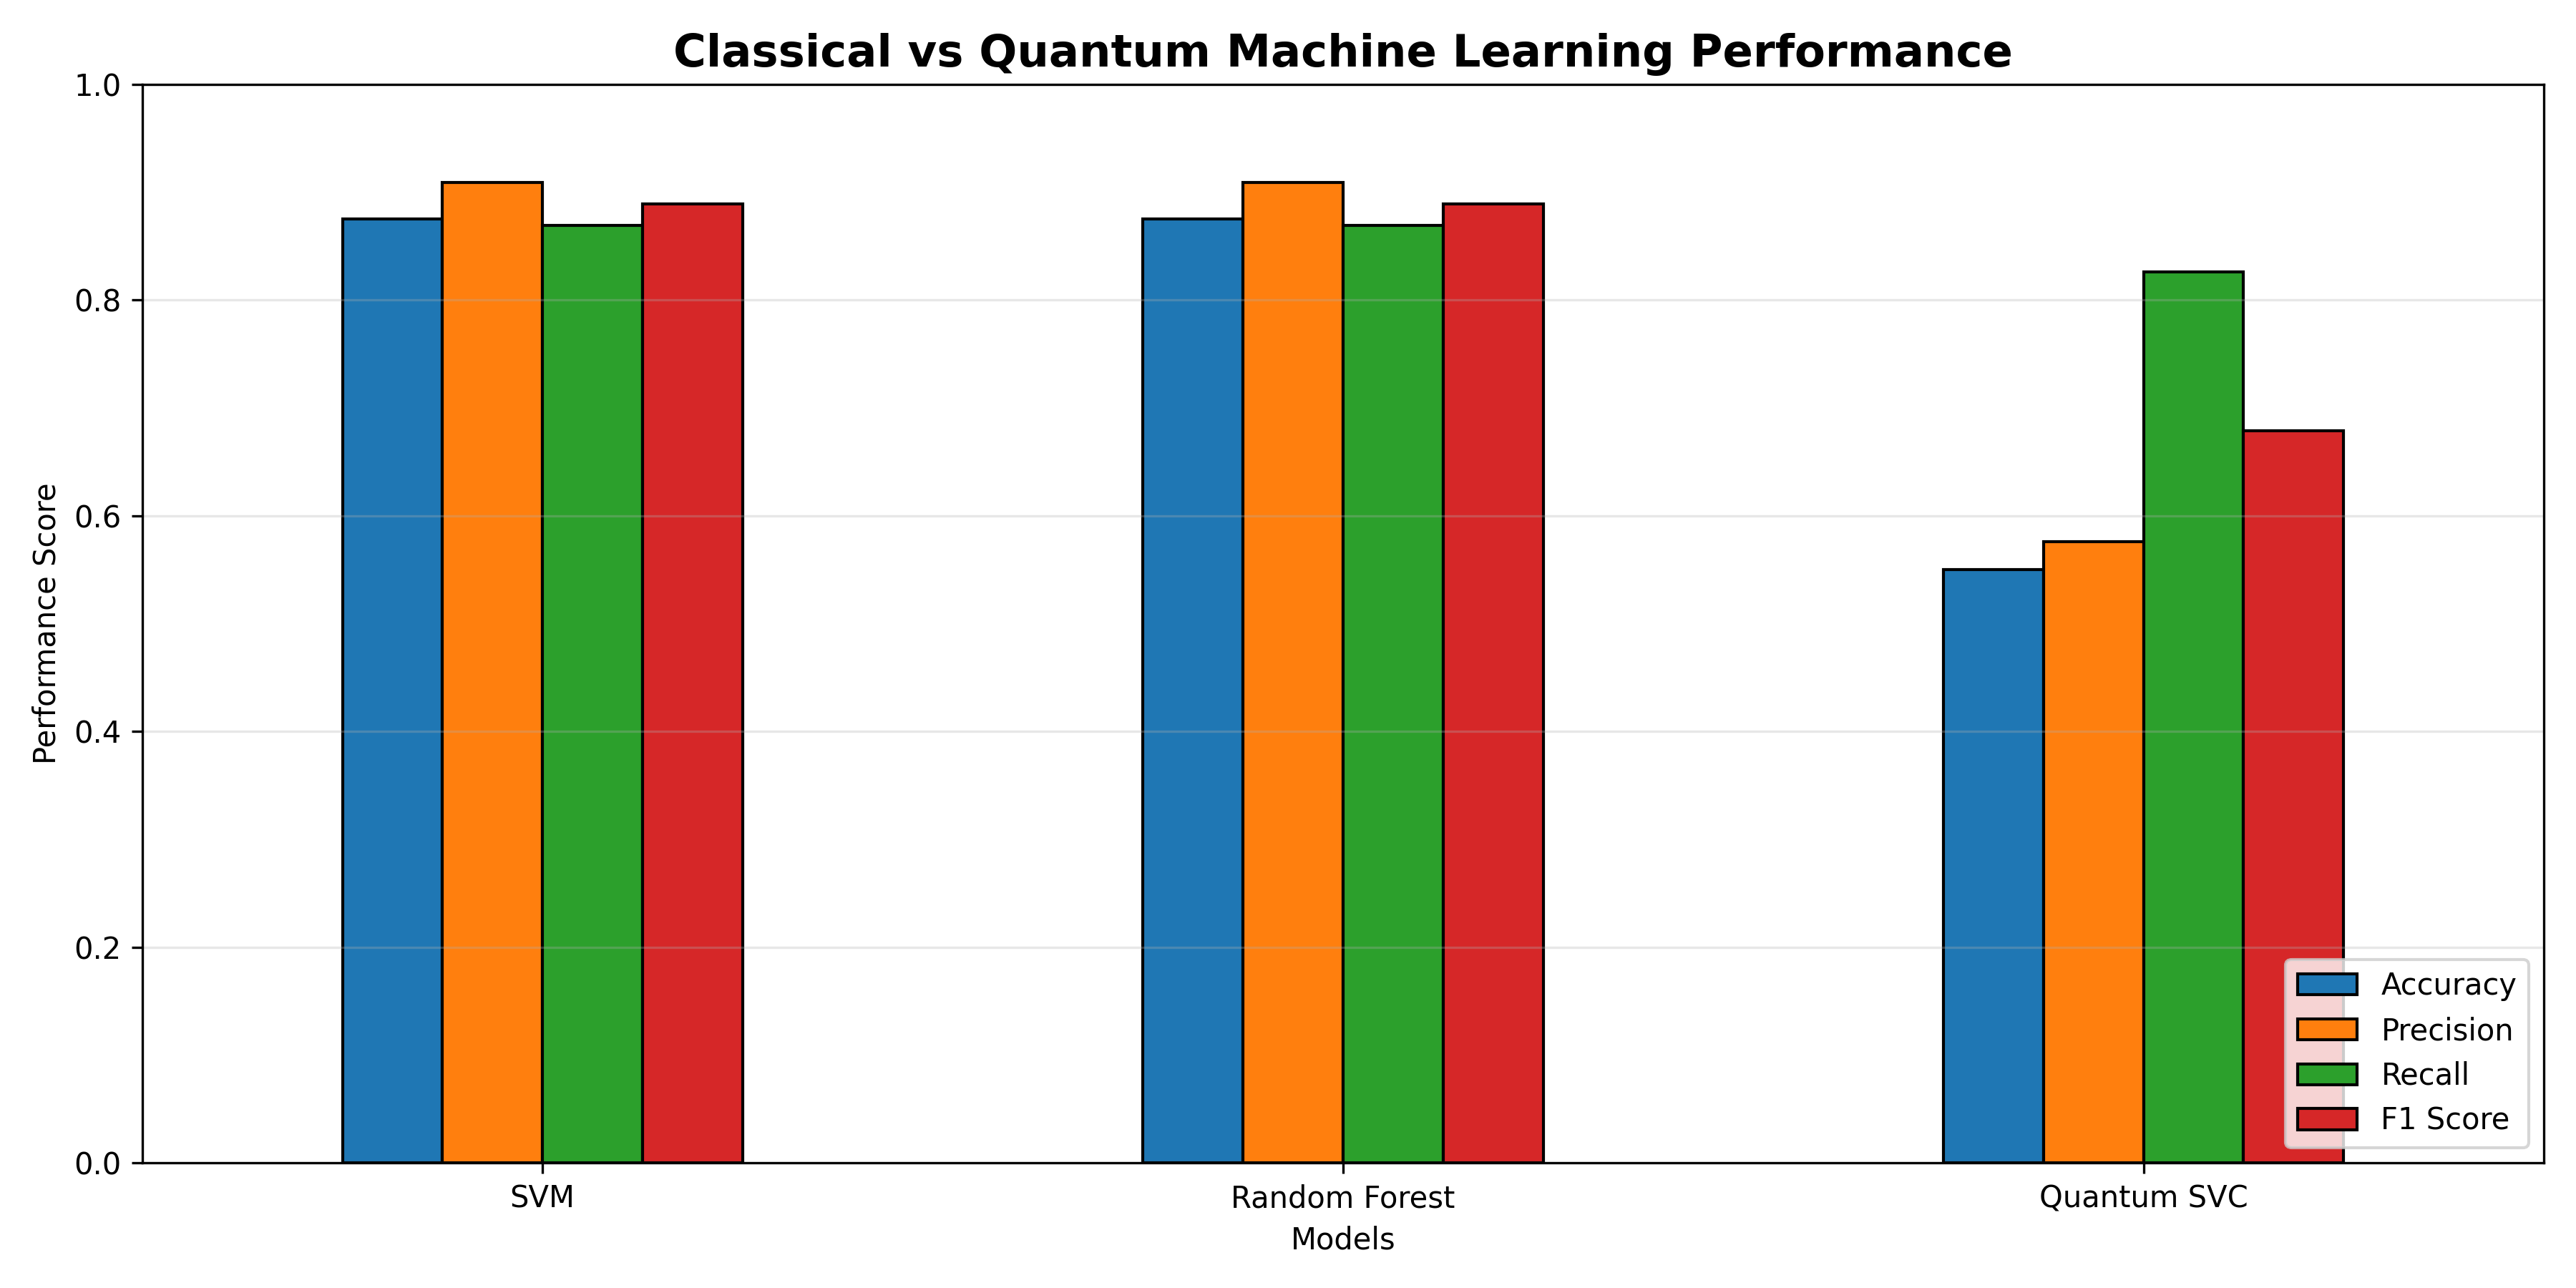 Classical vs Quantum Machine Learning Performance
1.0
0.8
0.6
0.4
0.2
0.0
Performance Score
SVM
Random Forest
Quantum SVC
Models
Accuracy
Precision
Recall
F1 Score